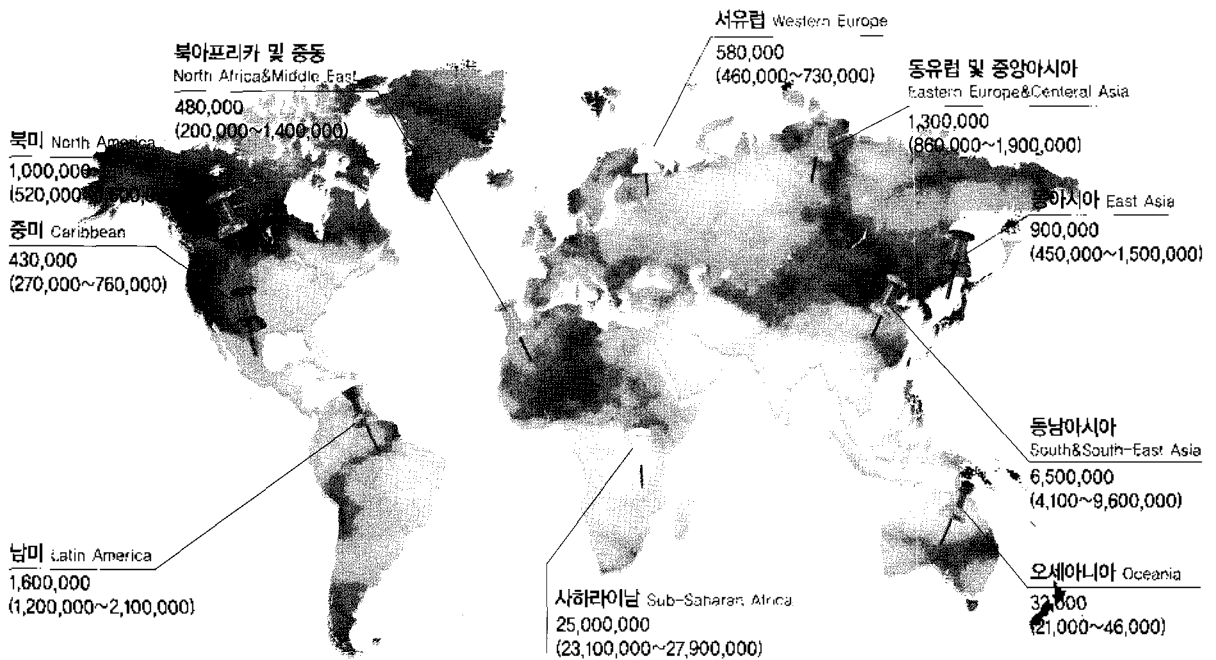 서유럽 Western Europe
580,000
(460,000~730,000)
북아프리카 및 중동
North Africa&Middle East
480,000
(200,000~1,400,000)
동유럽 및 중앙아시아
Eastern Europe&Centeral Asia
1,300,000
(860,000~1,900,000)
북미 North America
1,000,000
(520,000~
동아시아 East Asia
900,000
(450,000~1,500,000)
중미 Caribbean
430,000
(270,000~760,000)
동남아시아
South&South-East Asia
6,500,000
(4,100~9,600,000)
남미 Latin America
1,600,000
(1,200,000~2,100,000)
사하라이남 Sub-Saharan Africa
25,000,000
(23,100,000~27,900,000)
오세아니아 Oceania
(21,000~46,000)